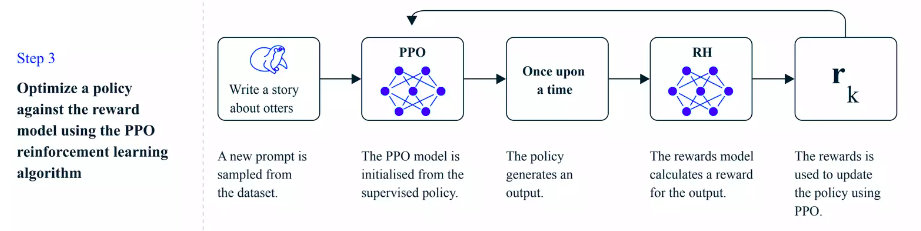 Step 3
Optimize a policy
against the reward
model using the PPO
reinforcement learning
algorithm
Write a story
about otters
PPO
Once upon
a time
RH
r
k
A new prompt is
sampled from
the dataset.
The PPO model is
initialised from the
supervised policy.
The policy
generates an
output.
The rewards model
calculates a reward
for the output.
The rewards is
used to update
the policy using
PPO.